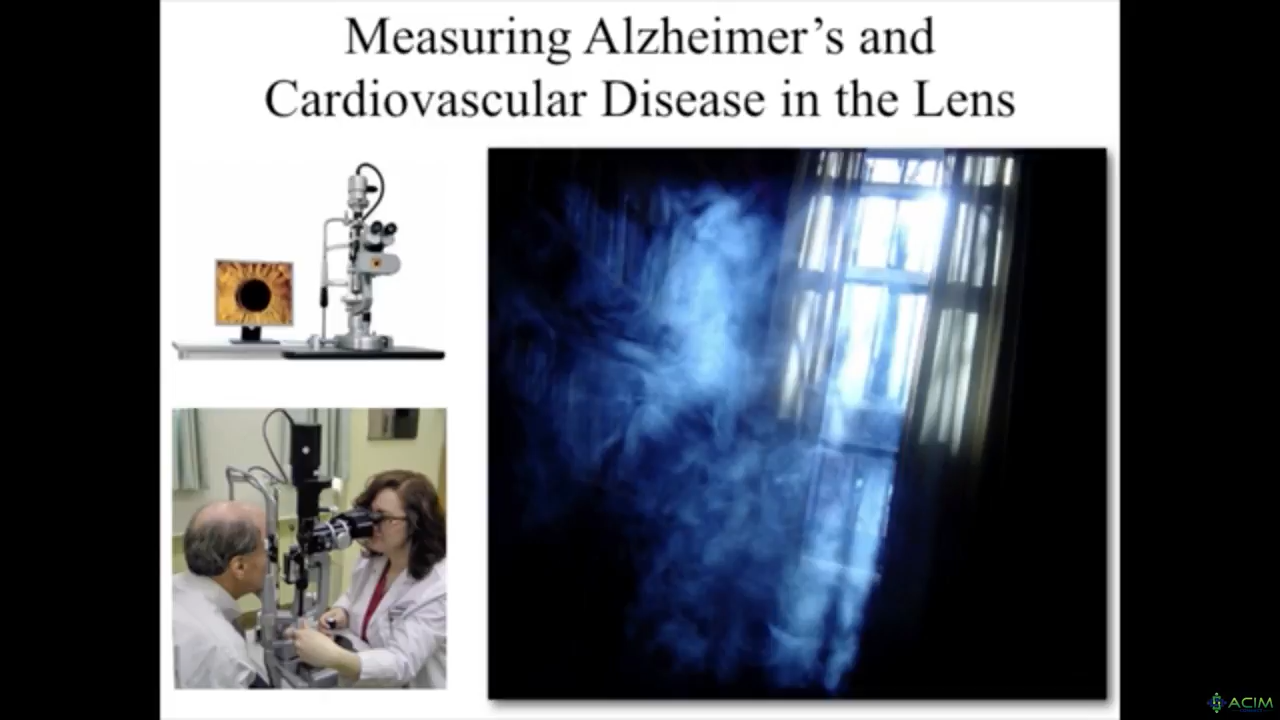 Measuring Alzheimer’s and
Cardiovascular Disease in the Lens
ACIM